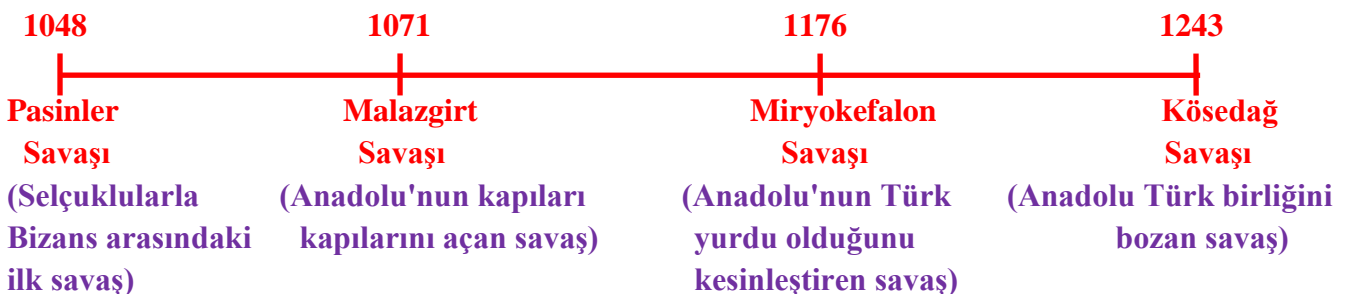 1048 1071 1176 1243
Pasinler Malazgirt Miryokefalon Kösedağ
Savaşı Savaşı Savaşı Savaşı
(Selçuklularla (Anadolu'nun kapıları (Anadolu'nun Türk (Anadolu Türk birliğini
Bizans arasındaki kapılarını açan savaş) yurdu olduğunu bozan savaş)
ilk savaş) kesinleştiren savaş)